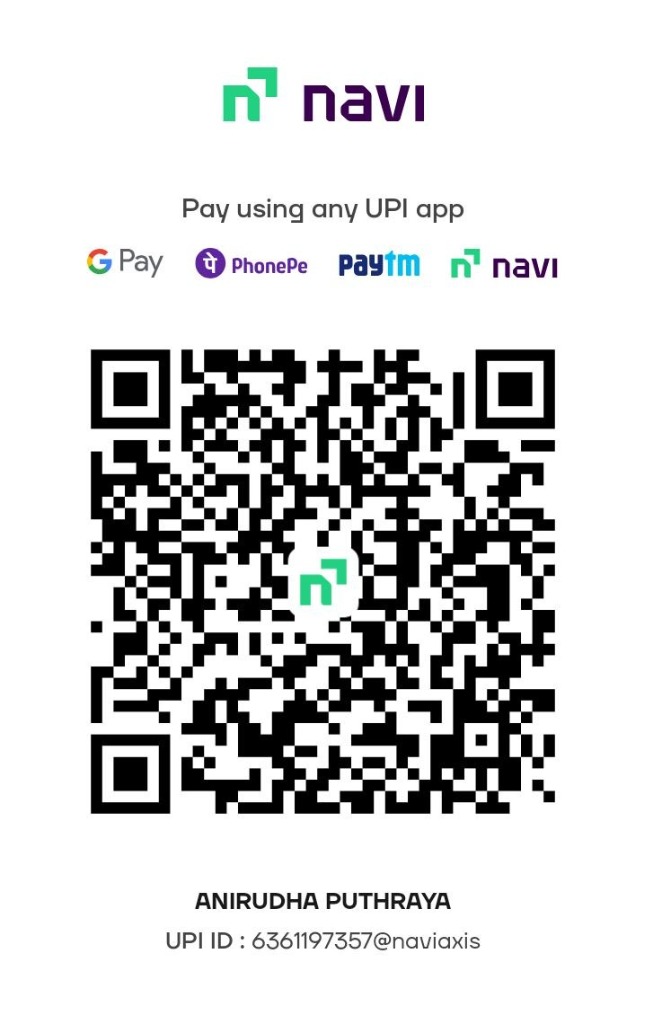 navi
Pay using any UPI app
G Pay पे PhonePe paytm navi
ANIRUDHA PUTHRAYA
UPI ID : 6361197357@naviaxis